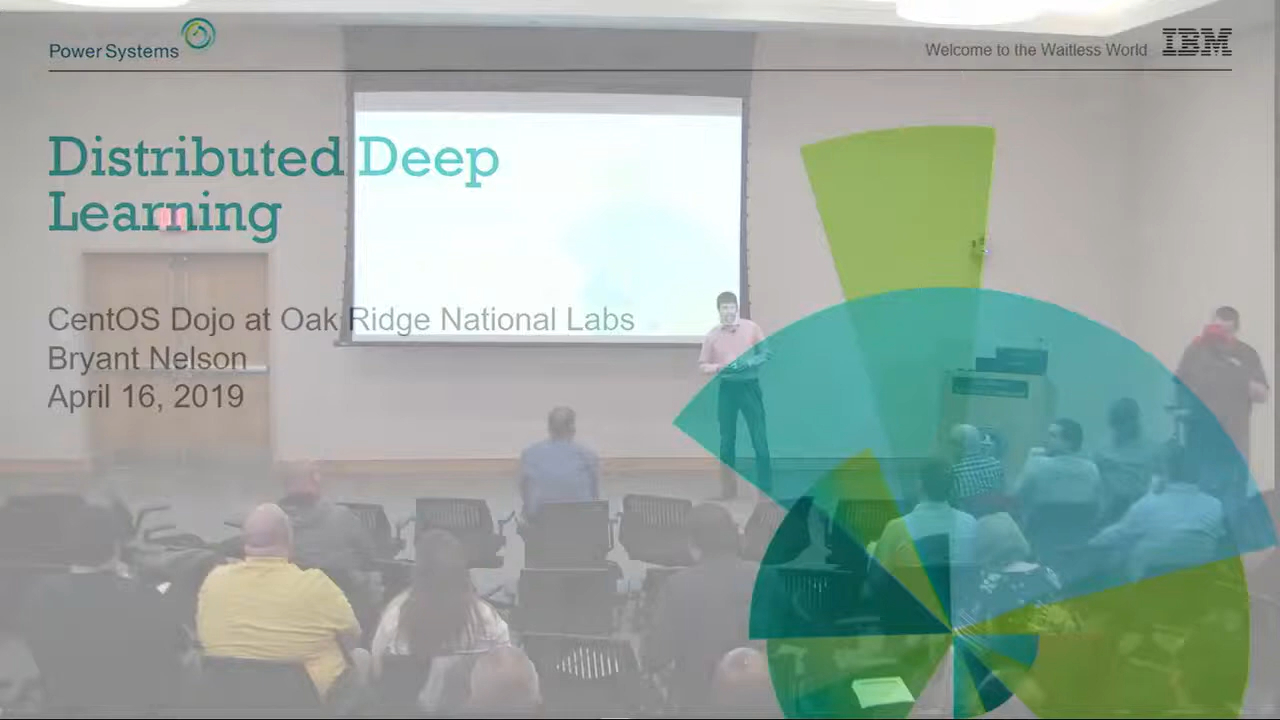 Power Systems
Welcome to the Waitless World IBM
Distributed Deep
Learning
CentOS Dojo at Oak Ridge National Labs
Bryant Nelson
April 16, 2019